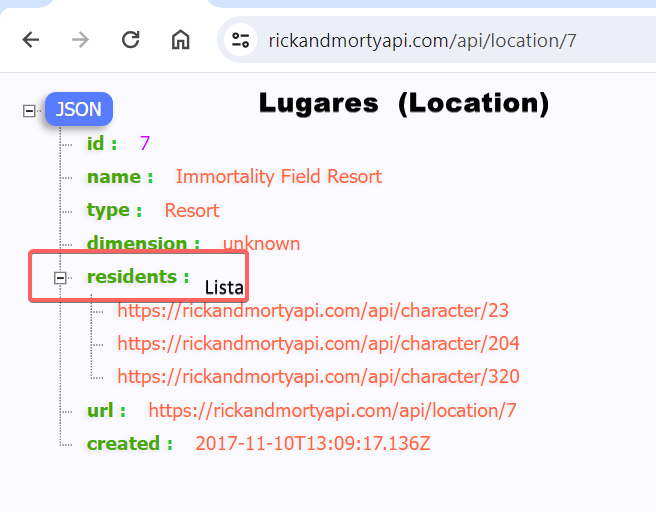 rickandmortyapi.com/api/location/7
Lugares (Location)
JSON
id : 7
name : Immortality Field Resort
type : Resort
dimension : unknown
residents :
Lista
https://rickandmortyapi.com/api/character/23
https://rickandmortyapi.com/api/character/204
https://rickandmortyapi.com/api/character/320
url : https://rickandmortyapi.com/api/location/7
created : 2017-11-10T13:09:17.136Z